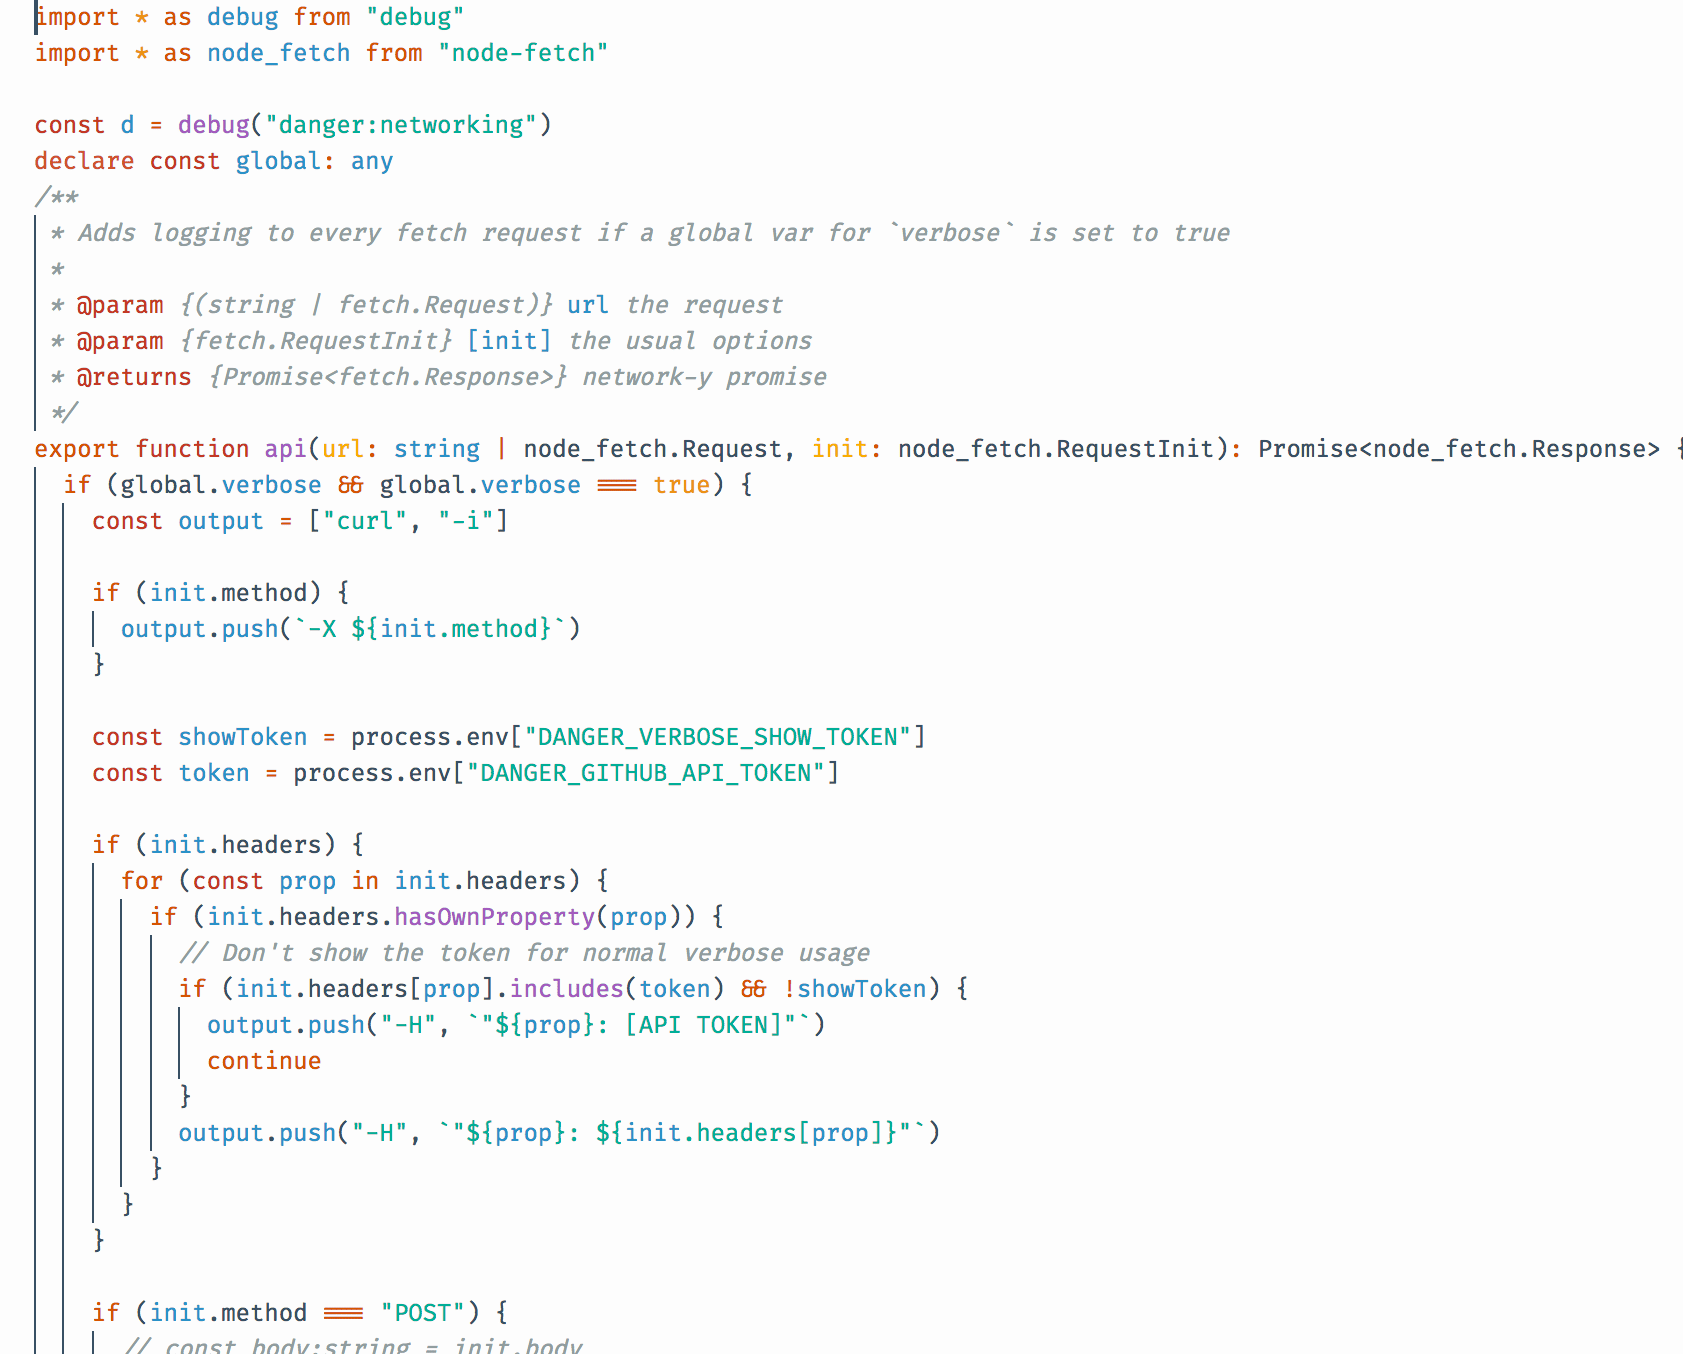 import * as debug from "debug"
import * as node_fetch from "node-fetch"

const d = debug("danger:networking")
declare const global: any
/**
 * Adds logging to every fetch request if a global var for `verbose` is set to true
 *
 * @param {(string | fetch.Request)} url the request
 * @param {fetch.RequestInit} [init] the usual options
 * @returns {Promise<fetch.Response>} network-y promise
 */
export function api(url: string | node_fetch.Request, init: node_fetch.RequestInit): Promise<node_fetch.Response> {
  if (global.verbose && global.verbose === true) {
    const output = ["curl", "-i"]

    if (init.method) {
      output.push(`-X ${init.method}`)
    }

    const showToken = process.env["DANGER_VERBOSE_SHOW_TOKEN"]
    const token = process.env["DANGER_GITHUB_API_TOKEN"]

    if (init.headers) {
      for (const prop in init.headers) {
        if (init.headers.hasOwnProperty(prop)) {
          // Don't show the token for normal verbose usage
          if (init.headers[prop].includes(token) && !showToken) {
            output.push("-H", `"${prop}: [API TOKEN]"`)
            continue
          }
          output.push("-H", `"${prop}: ${init.headers[prop]}"`)
        }
      }
    }

    if (init.method === "POST") {
      // const body:string = init.body